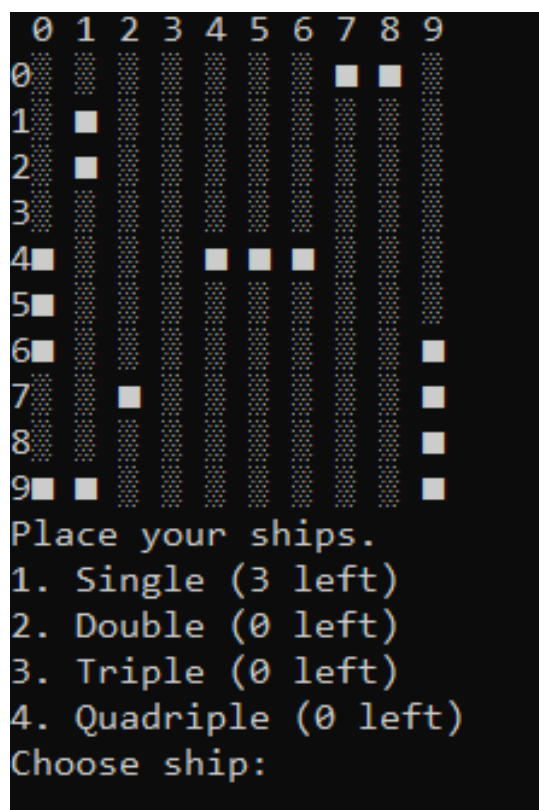 0 1 2 3 4 5 6 7 8 9
0░ ░ ░ ░ ░ ░ ░ ■ ■ ░
1░ ■ ░ ░ ░ ░ ░ ░ ░ ░
2░ ■ ░ ░ ░ ░ ░ ░ ░ ░
3░ ░ ░ ░ ░ ░ ░ ░ ░ ░
4■ ░ ░ ░ ■ ■ ■ ░ ░ ░
5■ ░ ░ ░ ░ ░ ░ ░ ░ ░
6■ ░ ░ ░ ░ ░ ░ ░ ░ ■
7░ ░ ■ ░ ░ ░ ░ ░ ░ ■
8░ ░ ░ ░ ░ ░ ░ ░ ░ ■
9■ ■ ░ ░ ░ ░ ░ ░ ░ ■
Place your ships.
1. Single (3 left)
2. Double (0 left)
3. Triple (0 left)
4. Quadriple (0 left)
Choose ship: